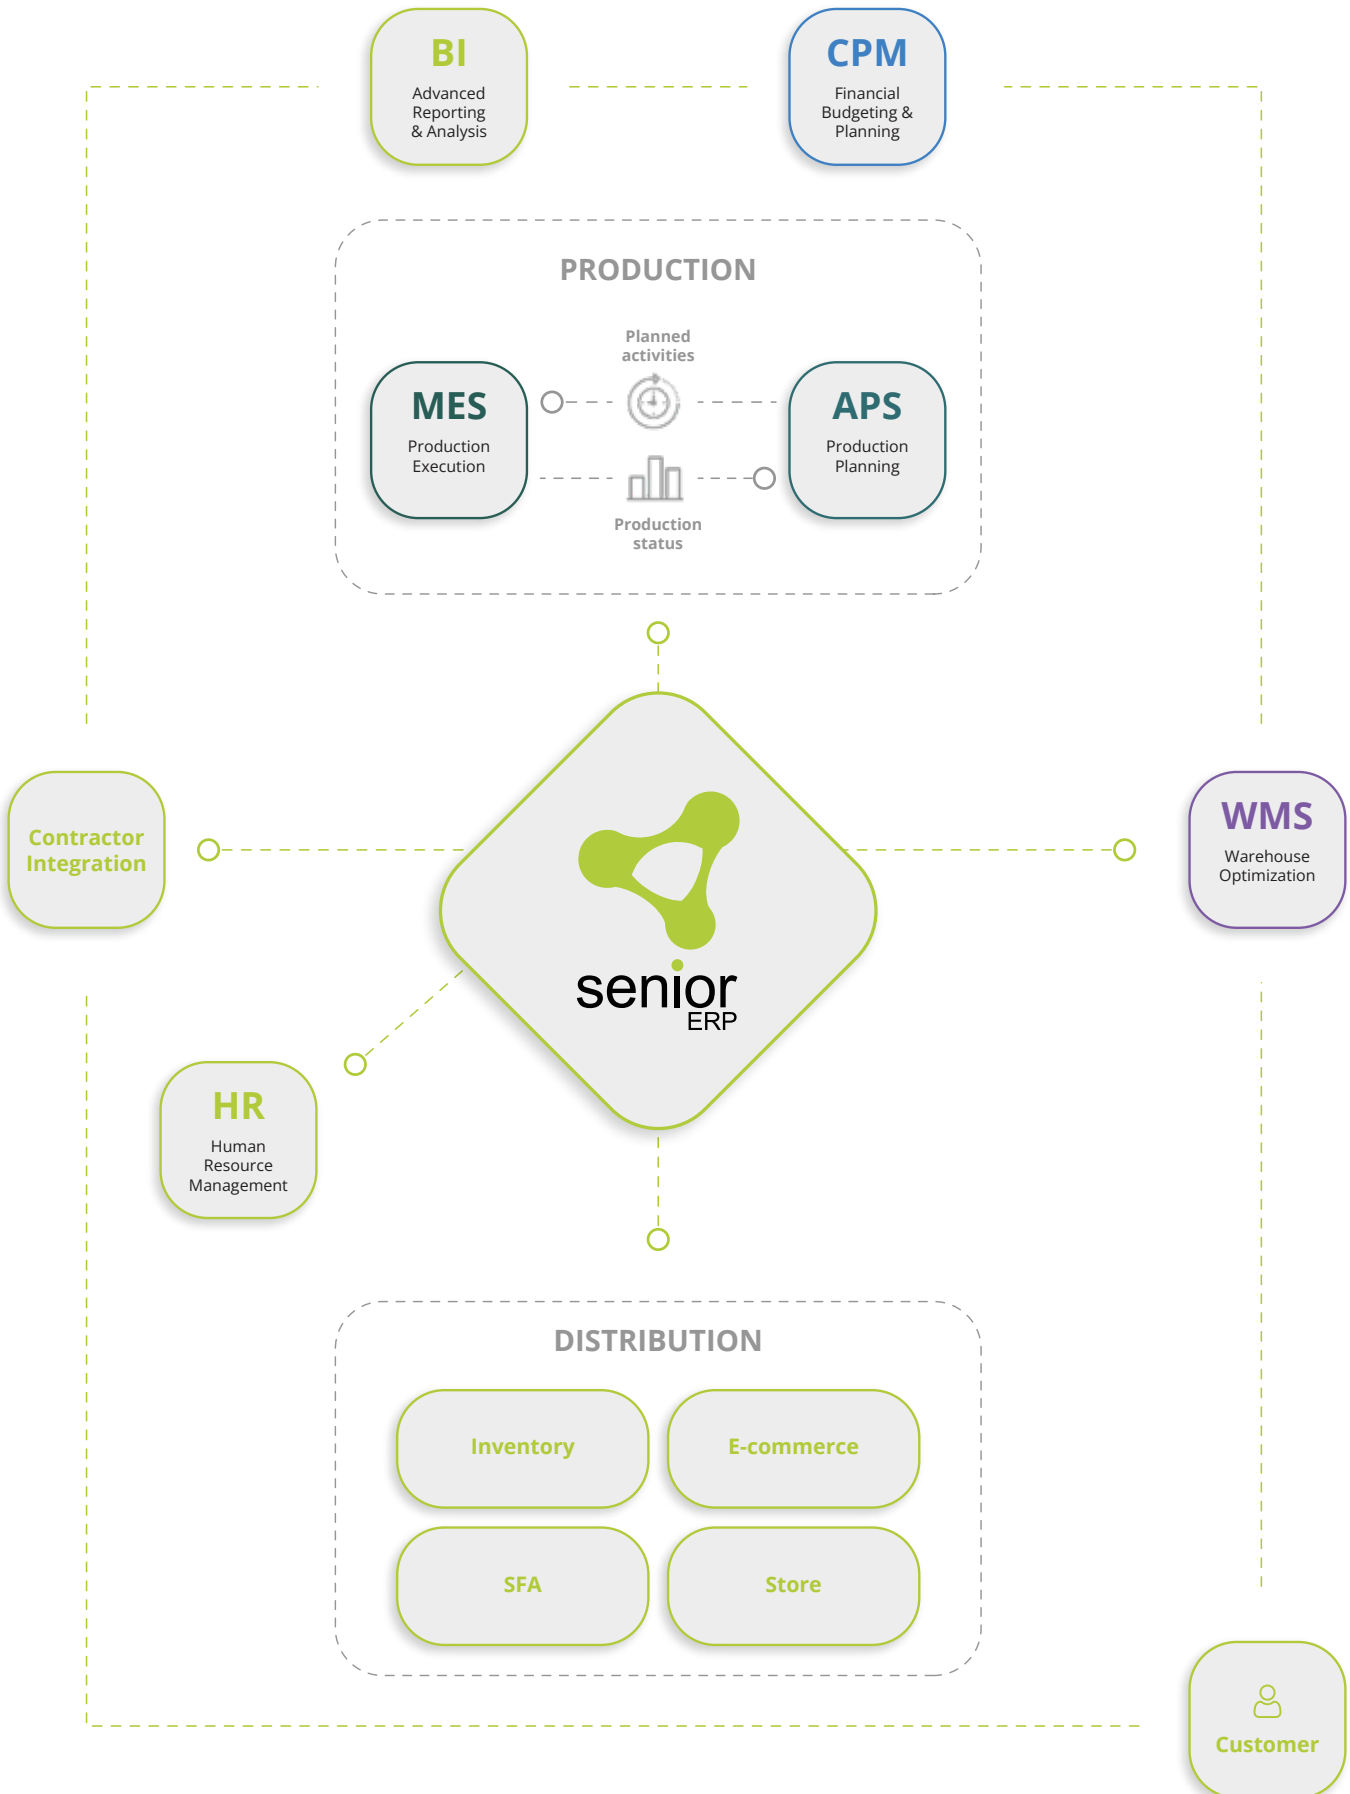 BI
Advanced
Reporting
& Analysis
CPM
Financial
Budgeting &
Planning
PRODUCTION
Planned
activities
MES
Production
Execution
APS
Production
Planning
Production
status
Contractor
Integration
senior
ERP
WMS
Warehouse
Optimization
HR
Human
Resource
Management
DISTRIBUTION
Inventory
E-commerce
SFA
Store
Customer